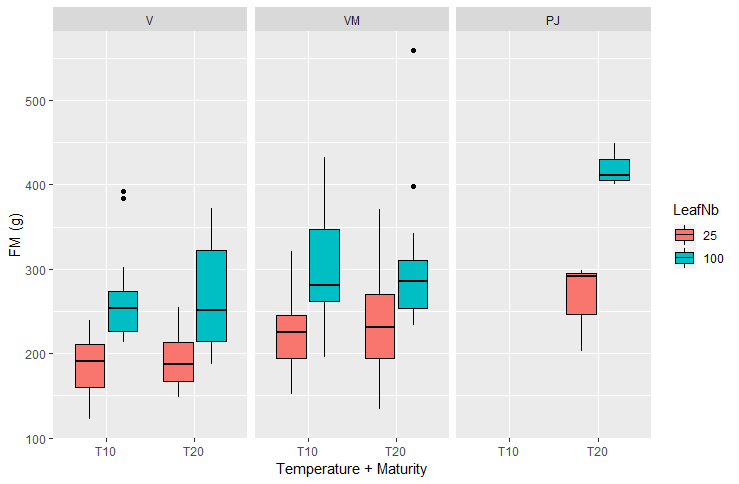 V VM PJ
FM (g)
500
400
300
200
100
T10 T20 T10 T20 T10 T20
Temperature + Maturity
LeafNb
25
100